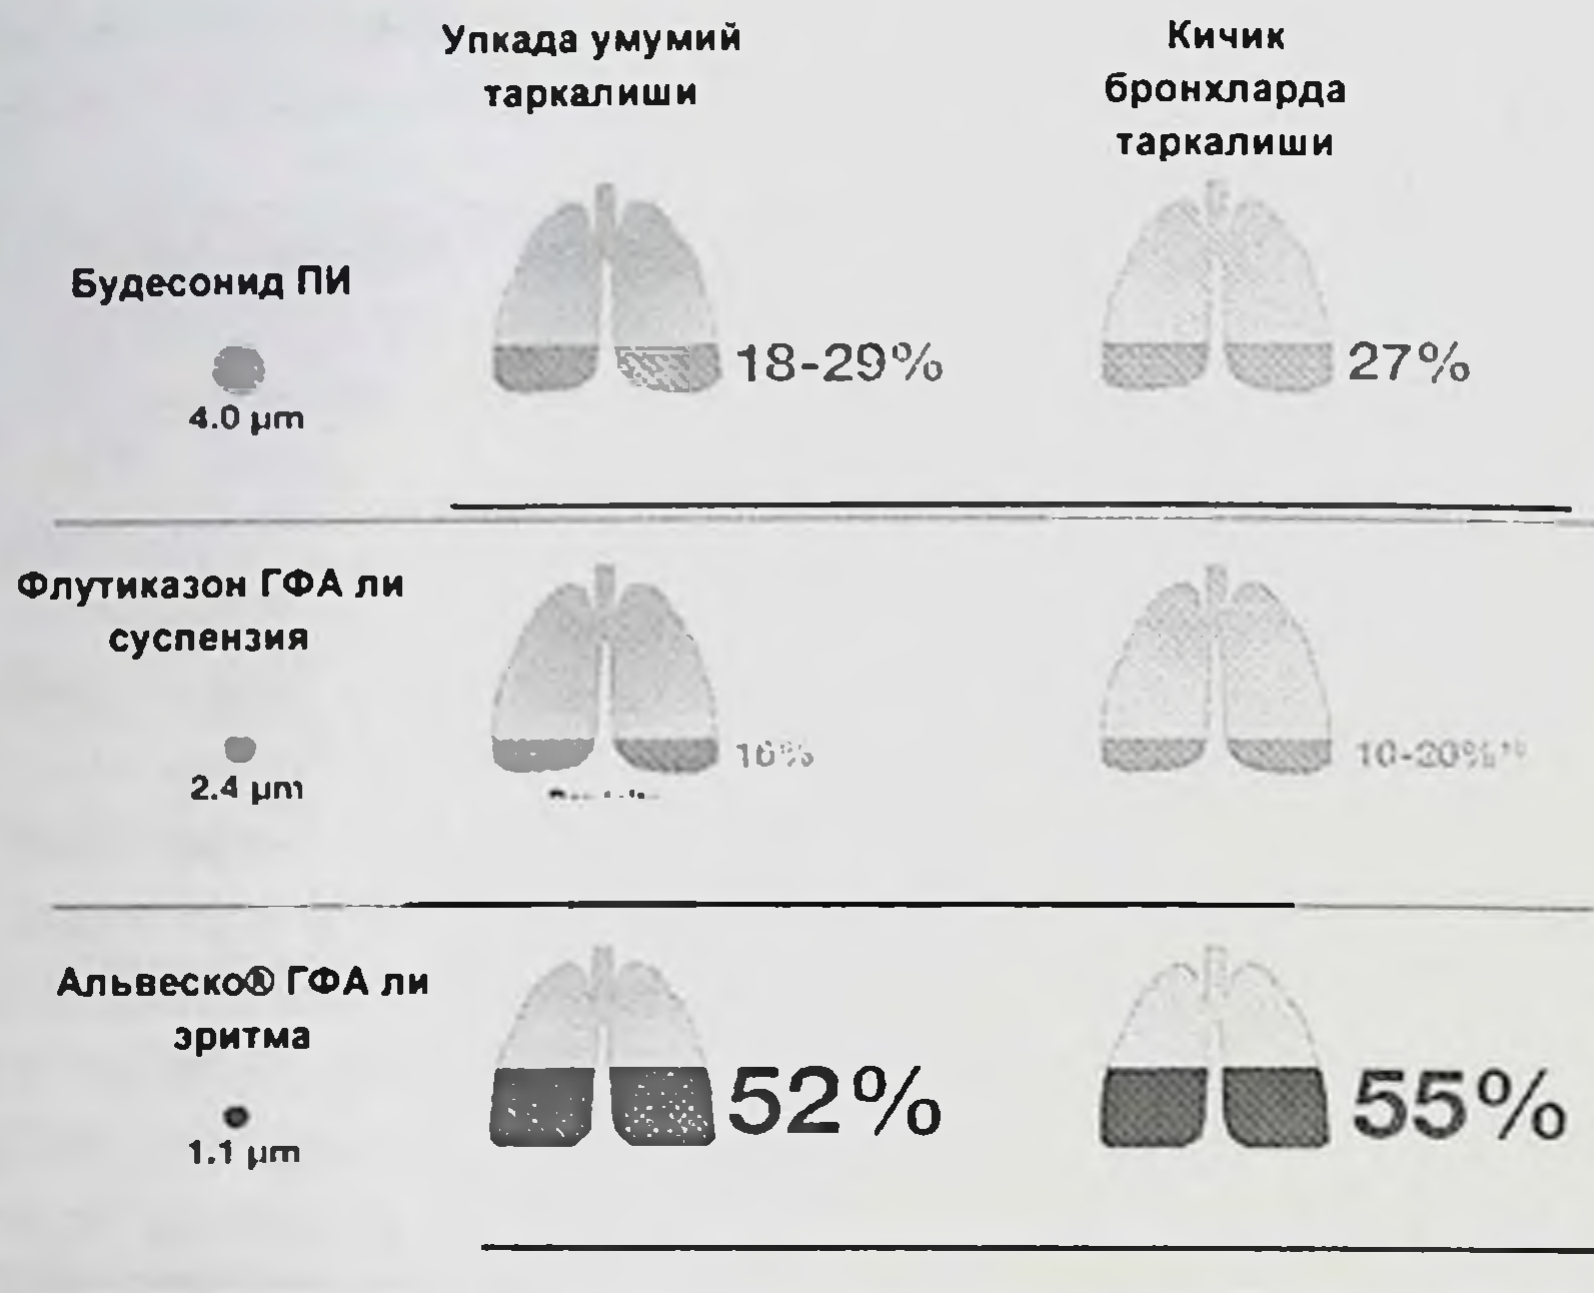 Упкада умумий
таркалиши
Кичик
бронхларда
таркалиши
Будесонид ПИ
4.0 µm
18-29%
27%
Флутиказон ГФА ли
суспензия
2.4 µm
16%
10-20%
Альвеско® ГФА ли
зритма
1.1 µm
52%
55%